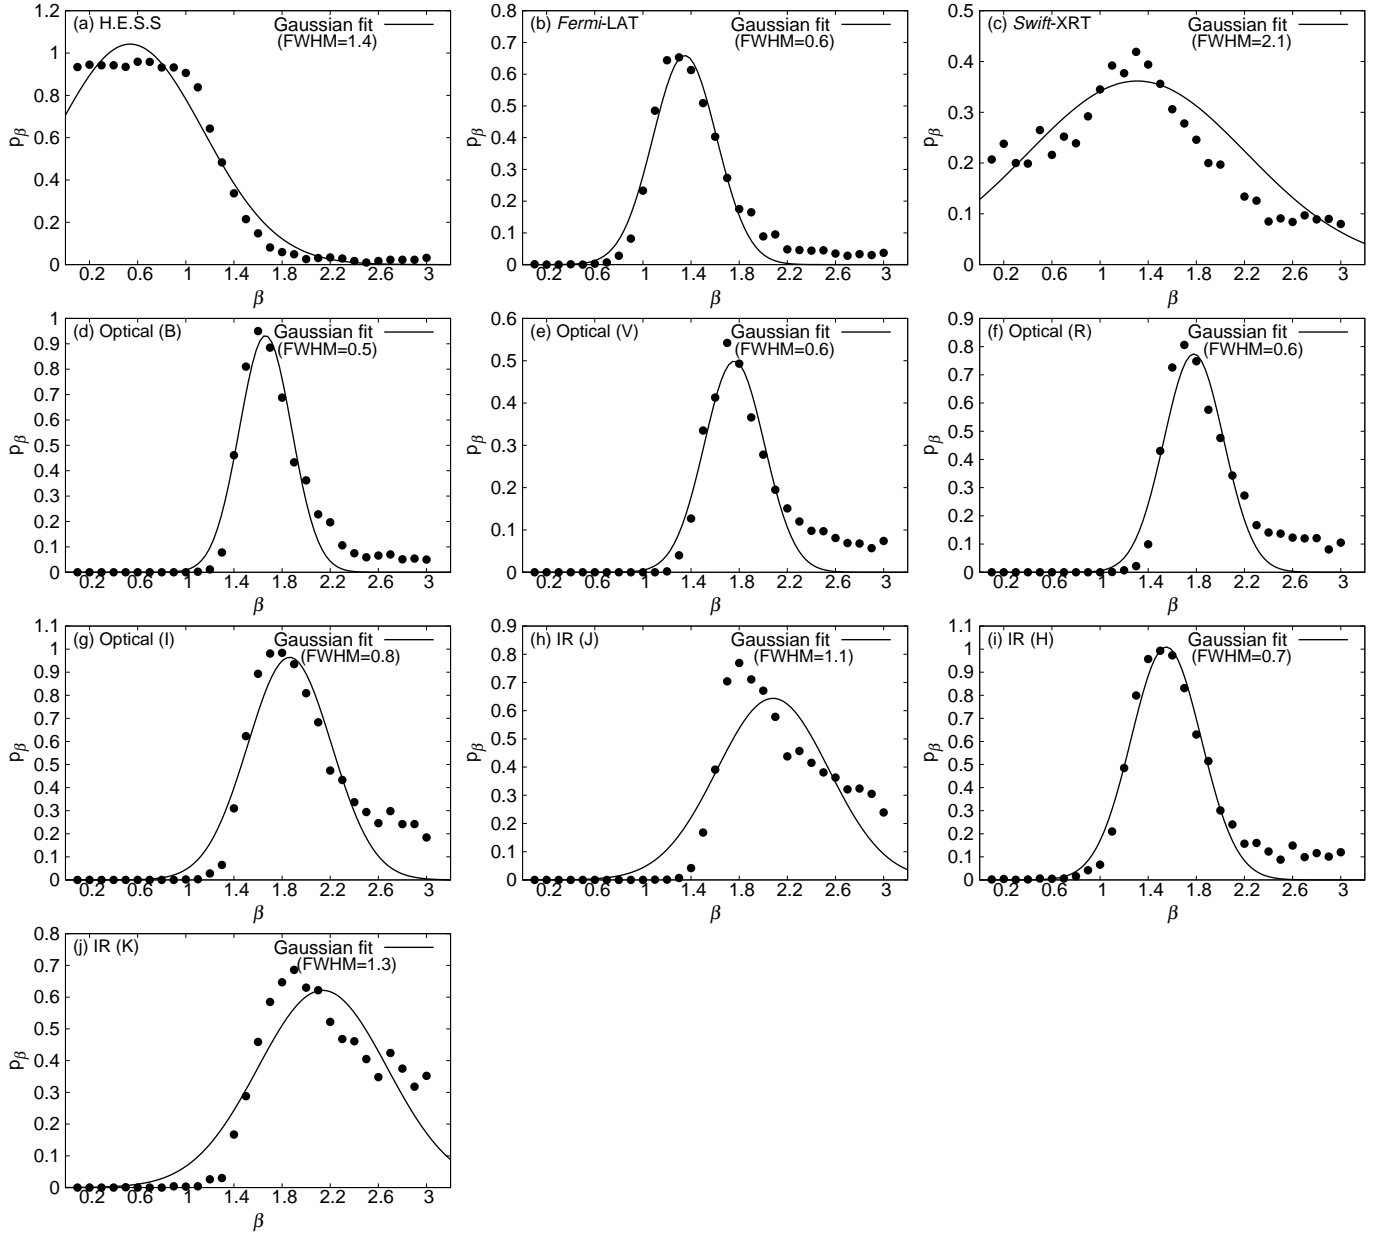 (a) H.E.S.S
Gaussian fit
(FWHM=1.4)
1.2
1
0.8
0.6
0.4
0.2
0
pβ
0.2 0.6 1 1.4 1.8 2.2 2.6 3
β
(b) Fermi-LAT
Gaussian fit
(FWHM=0.6)
0.8
0.7
0.6
0.5
0.4
0.3
0.2
0.1
0
pβ
0.2 0.6 1 1.4 1.8 2.2 2.6 3
β
(c) Swift-XRT
Gaussian fit
(FWHM=2.1)
0.5
0.4
0.3
0.2
0.1
0
pβ
0.2 0.6 1 1.4 1.8 2.2 2.6 3
β
(d) Optical (B)
Gaussian fit
(FWHM=0.5)
1
0.9
0.8
0.7
0.6
0.5
0.4
0.3
0.2
0.1
0
pβ
0.2 0.6 1 1.4 1.8 2.2 2.6 3
β
(e) Optical (V)
Gaussian fit
(FWHM=0.6)
0.6
0.5
0.4
0.3
0.2
0.1
0
pβ
0.2 0.6 1 1.4 1.8 2.2 2.6 3
β
(f) Optical (R)
Gaussian fit
(FWHM=0.6)
0.9
0.8
0.7
0.6
0.5
0.4
0.3
0.2
0.1
0
pβ
0.2 0.6 1 1.4 1.8 2.2 2.6 3
β
(g) Optical (I)
Gaussian fit
(FWHM=0.8)
1.1
1
0.9
0.8
0.7
0.6
0.5
0.4
0.3
0.2
0.1
0
pβ
0.2 0.6 1 1.4 1.8 2.2 2.6 3
β
(h) IR (J)
Gaussian fit
(FWHM=1.1)
0.9
0.8
0.7
0.6
0.5
0.4
0.3
0.2
0.1
0
pβ
0.2 0.6 1 1.4 1.8 2.2 2.6 3
β
(i) IR (H)
Gaussian fit
(FWHM=0.7)
1.1
1
0.9
0.8
0.7
0.6
0.5
0.4
0.3
0.2
0.1
0
pβ
0.2 0.6 1 1.4 1.8 2.2 2.6 3
β
(j) IR (K)
Gaussian fit
(FWHM=1.3)
0.8
0.7
0.6
0.5
0.4
0.3
0.2
0.1
0
pβ
0.2 0.6 1 1.4 1.8 2.2 2.6 3
β